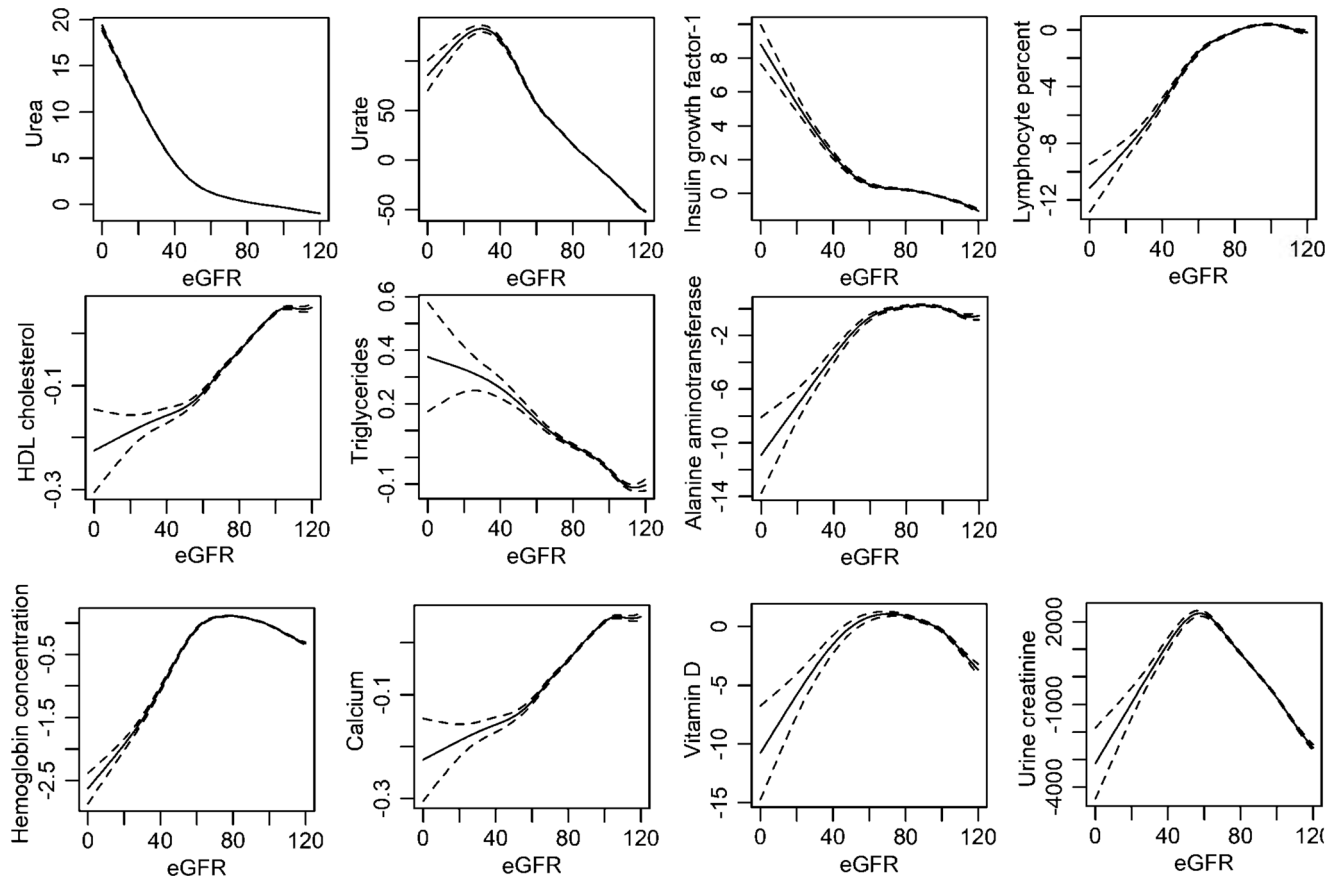 Urea
20
15
10
5
0
0 40 80 120
eGFR
Urate
50
0
-50
0 40 80 120
eGFR
Insulin growth factor-1
8
6
4
2
0
0 40 80 120
eGFR
Lymphocyte percent
0
-4
-8
-12
0 40 80 120
eGFR
HDL cholesterol
-0.1
-0.3
0 40 80 120
eGFR
Triglycerides
0.6
0.4
0.2
-0.1
0 40 80 120
eGFR
Alanine aminotransferase
-2
-6
-10
-14
0 40 80 120
eGFR
Hemoglobin concentration
-0.5
-1.5
-2.5
0 40 80 120
eGFR
Calcium
-0.1
-0.3
0 40 80 120
eGFR
Vitamin D
0
-5
-10
-15
0 40 80 120
eGFR
Urine creatinine
2000
-1000
-4000
0 40 80 120
eGFR